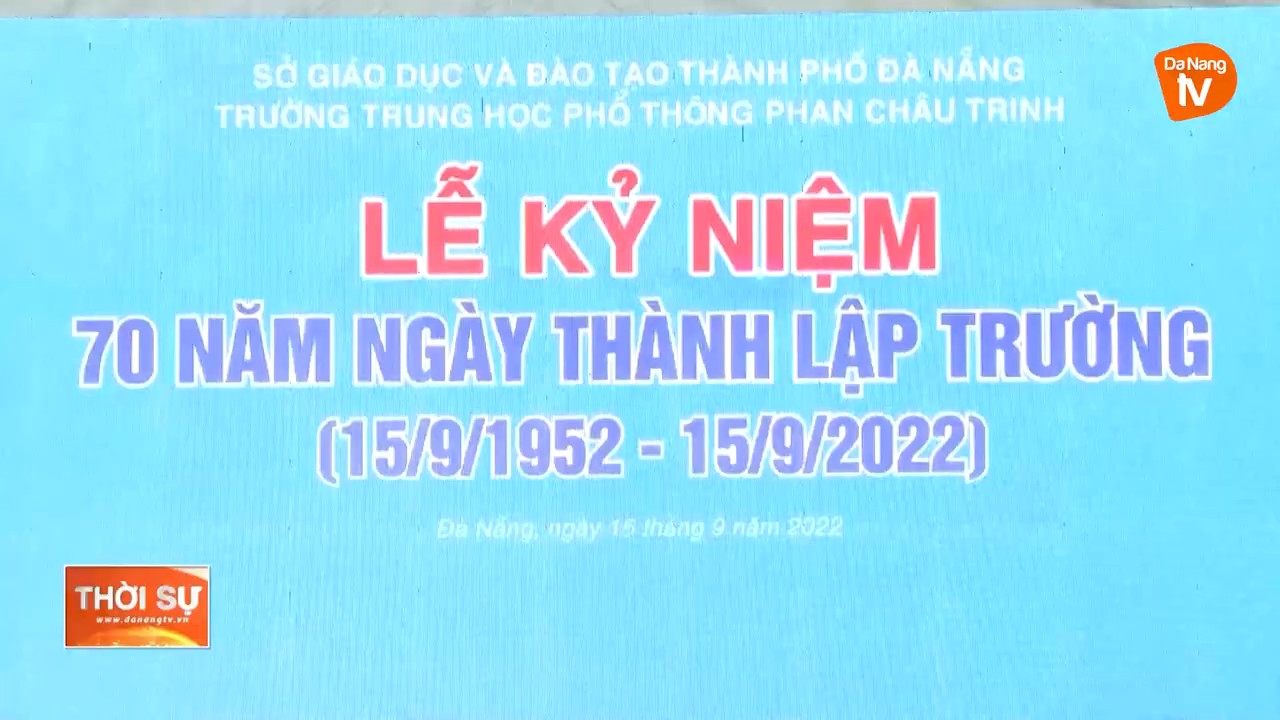 SỞ GIÁO DỤC VÀ ĐÀO TẠO THÀNH PHỐ ĐÀ NẴNG
TRƯỜNG TRUNG HỌC PHỔ THÔNG PHAN CHÂU TRINH
LỄ KỶ NIỆM
70 NĂM NGÀY THÀNH LẬP TRƯỜNG
(15/9/1952 - 15/9/2022)
Đà Nẵng, ngày 15 tháng 9 năm 2022
Da Nang
tv
THỜI SỰ
www.danangtv.vn